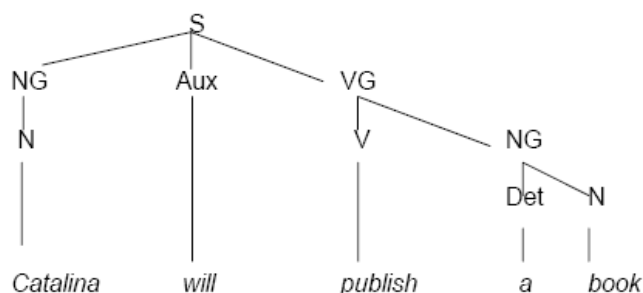 S
NG Aux VG
N V NG
Det N
Catalina will publish a book